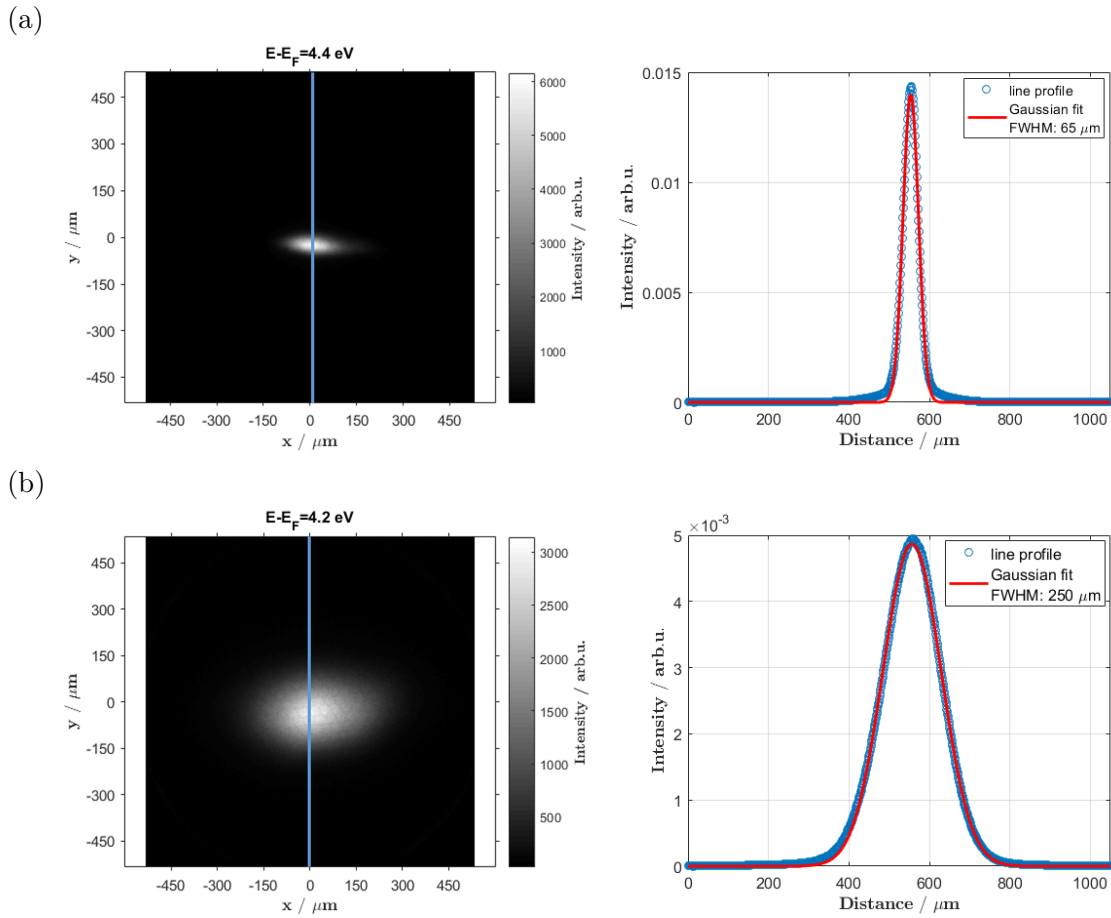 (a)
E-E_F=4.4 eV
450
300
150
0
-150
-300
-450
y / μm
-450 -300 -150 0 150 300 450
x / μm
6000
5000
4000
3000
2000
1000
Intensity / arb.u.
0.015
0.01
0.005
0
Intensity / arb.u.
0 200 400 600 800 1000
Distance / μm
line profile
Gaussian fit
FWHM: 65 μm
(b)
E-E_F=4.2 eV
450
300
150
0
-150
-300
-450
y / μm
-450 -300 -150 0 150 300 450
x / μm
3000
2500
2000
1500
1000
500
Intensity / arb.u.
×10⁻³
5
4
3
2
1
0
Intensity / arb.u.
0 200 400 600 800 1000
Distance / μm
line profile
Gaussian fit
FWHM: 250 μm